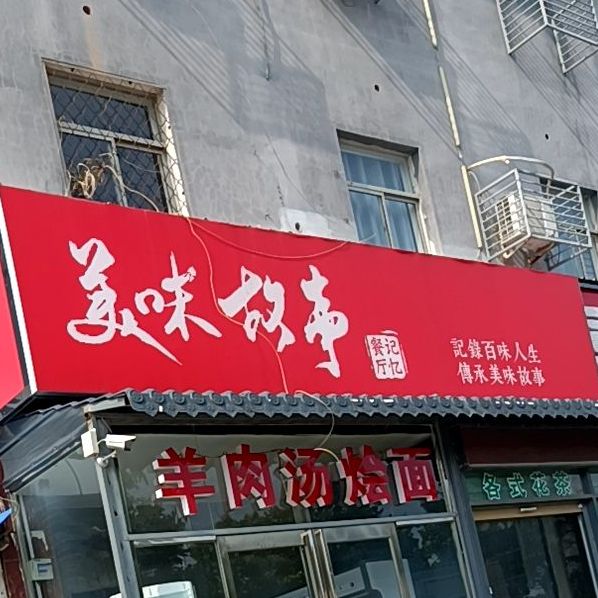 美味故事
记忆
餐厅
記錄百味人生
傳承美味故事
羊肉汤烩面
各式花茶